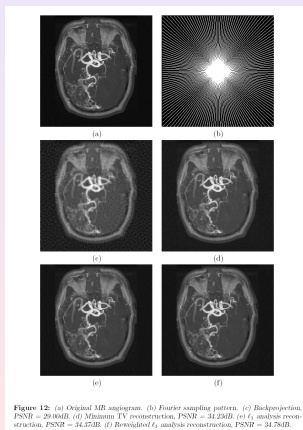 (a)
(b)
(c)
(d)
(e)
(f)
Figure 12: (a) Original MR angiogram. (b) Fourier sampling pattern. (c) Backprojection,
PSNR = 29.00dB. (d) Minimum TV reconstruction, PSNR = 34.23dB. (e) ℓ1 analysis recon-
struction, PSNR = 34.37dB. (f) Reweighted ℓ1 analysis reconstruction, PSNR = 34.78dB.